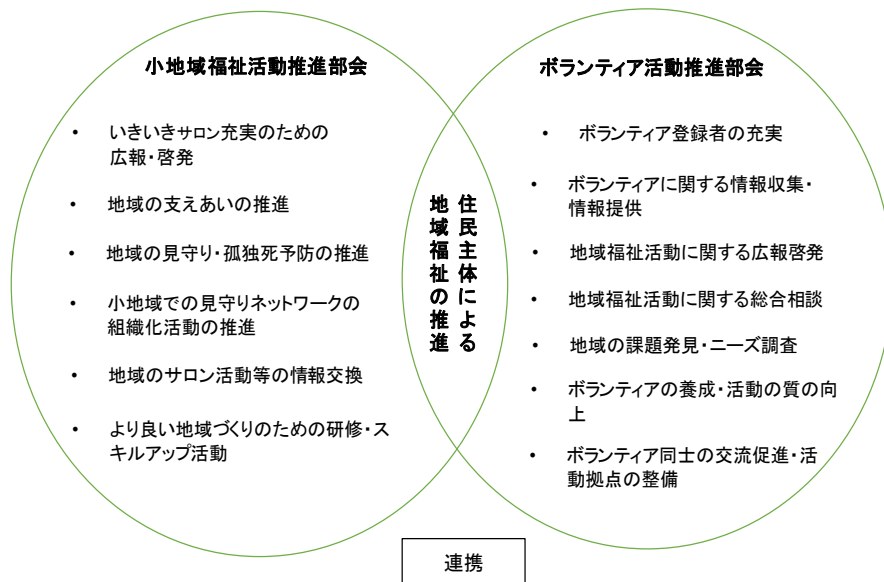 小地域福祉活動推進部会
・ いきいきサロン充実のための
広報・啓発
・ 地域の支えあいの推進
・ 地域の見守り・孤独死予防の推進
・ 小地域での見守りネットワークの
組織化活動の推進
・ 地域のサロン活動等の情報交換
・ より良い地域づくりのための研修・ス
キルアップ活動
住民主体による
地域福祉の推進
ボランティア活動推進部会
・ ボランティア登録者の充実
・ ボランティアに関する情報収集・
情報提供
・ 地域福祉活動に関する広報啓発
・ 地域福祉活動に関する総合相談
・ 地域の課題発見・ニーズ調査
・ ボランティアの養成・活動の質の向
上
・ ボランティア同士の交流促進・活
動拠点の整備
連携